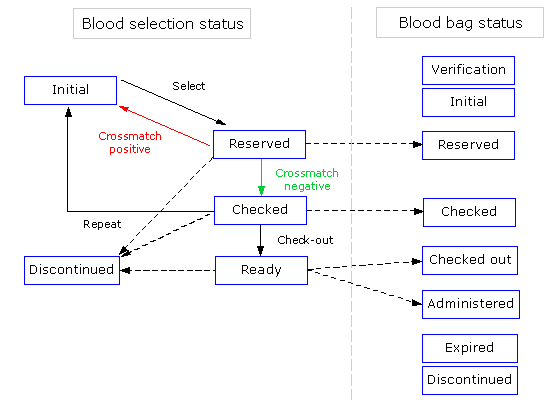 Blood selection status
Blood bag status
Initial
Select
Crossmatch
positive
Reserved
Crossmatch
negative
Checked
Repeat
Check-out
Discontinued
Ready
Verification
Initial
Reserved
Checked
Checked out
Administered
Expired
Discontinued